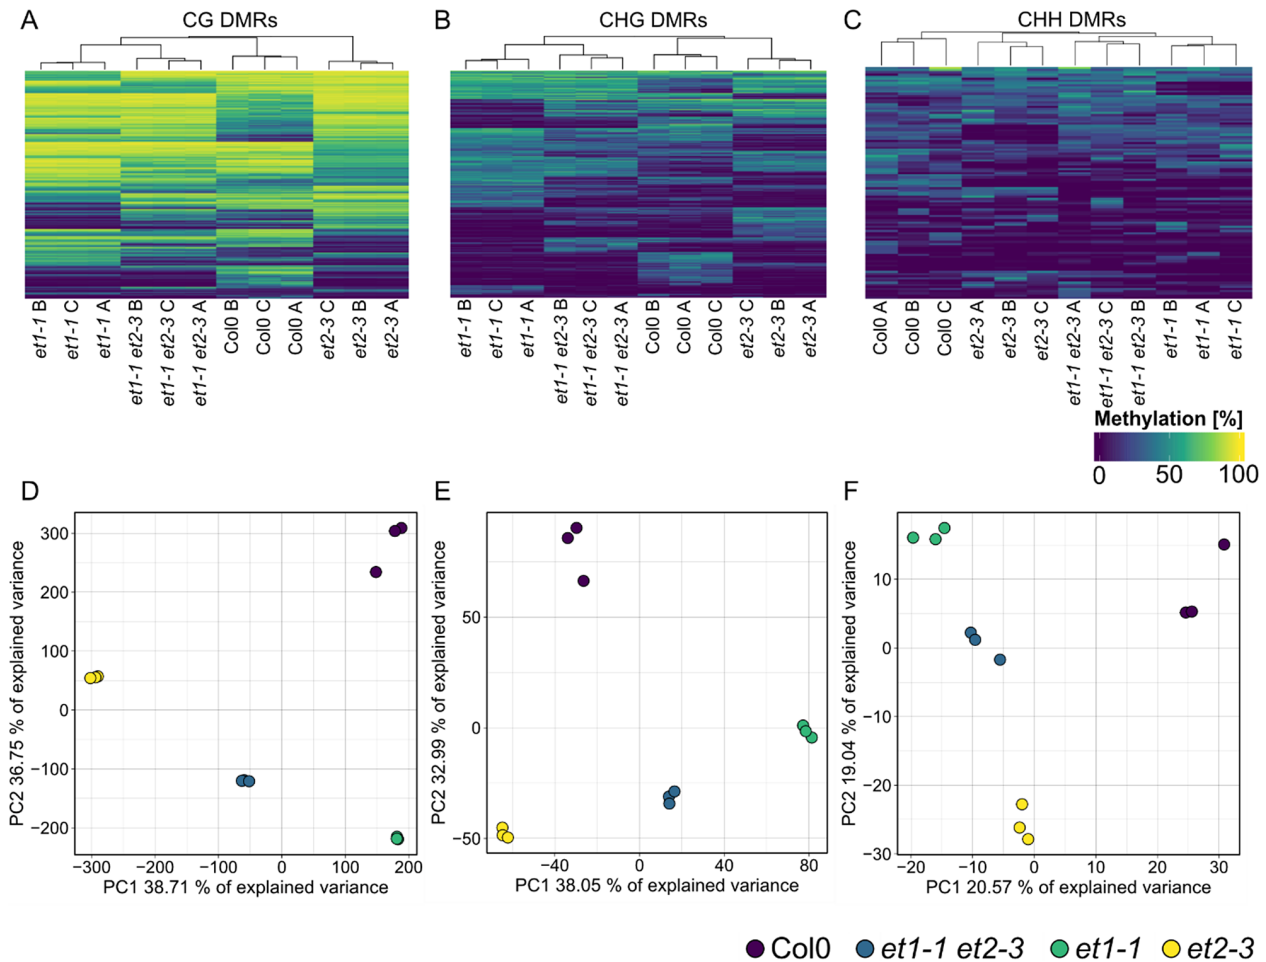 A
CG DMRs
B
CHG DMRs
C
CHH DMRs
et1-1 B
et1-1 C
et1-1 A
et1-1 et2-3 B
et1-1 et2-3 C
et1-1 et2-3 A
Col0 B
Col0 C
Col0 A
et2-3 C
et2-3 B
et2-3 A
et1-1 B
et1-1 C
et1-1 A
et1-1 et2-3 B
et1-1 et2-3 C
et1-1 et2-3 A
Col0 B
Col0 A
Col0 C
et2-3 C
et2-3 B
et2-3 A
Col0 A
Col0 B
Col0 C
et2-3 A
et2-3 B
et2-3 C
et1-1 et2-3 A
et1-1 et2-3 C
et1-1 et2-3 B
et1-1 B
et1-1 A
et1-1 C
Methylation [%]
0 50 100
D
PC2 36.75 % of explained variance
300
200
100
0
−100
−200
−300 −200 −100 0 100 200
PC1 38.71 % of explained variance
E
PC2 32.99 % of explained variance
50
0
−50
−40 0 40 80
PC1 38.05 % of explained variance
F
PC2 19.04 % of explained variance
10
0
−10
−20
−30
−20 −10 0 10 20 30
PC1 20.57 % of explained variance
Col0 et1-1 et2-3 et1-1 et2-3